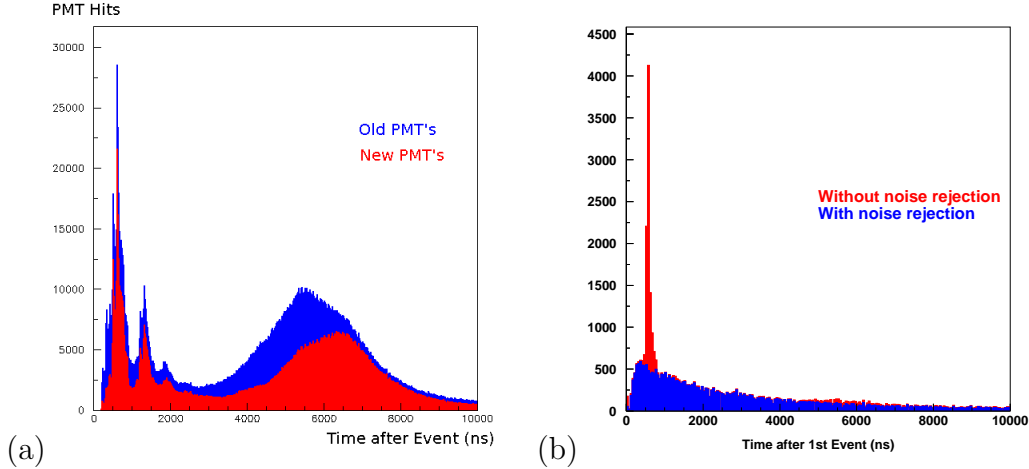 PMT Hits
30000
25000
20000
15000
10000
5000
0
Old PMT's
New PMT's
0 2000 4000 6000 8000 10000
Time after Event (ns)
(a)
4500
4000
3500
3000
2500
2000
1500
1000
500
0
Without noise rejection
With noise rejection
0 2000 4000 6000 8000 10000
Time after 1st Event (ns)
(b)